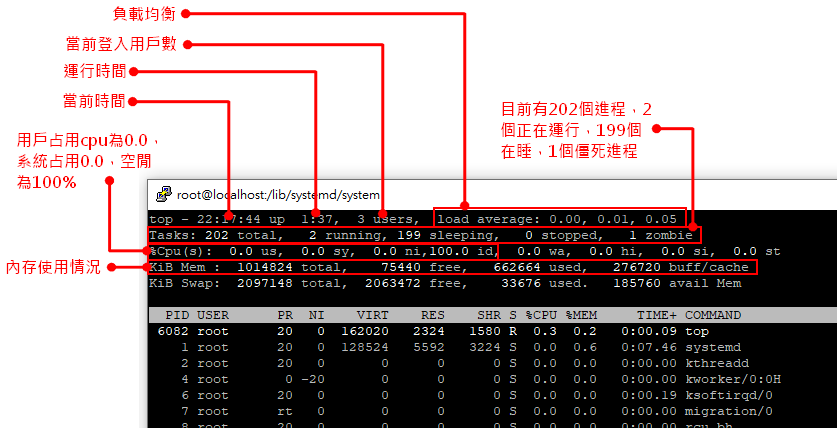 負載均衡
當前登入用戶數
運行時間
當前時間
目前有202個進程，2
個正在運行，199個
在睡，1個僵死進程
用戶占用cpu為0.0，
系統占用0.0，空閒
為100%
內存使用情況
root@localhost:/lib/systemd/system
top - 22:17:44 up  1:37,  3 users,  load average: 0.00, 0.01, 0.05
Tasks: 202 total,   2 running, 199 sleeping,   0 stopped,   1 zombie
%Cpu(s):  0.0 us,  0.0 sy,  0.0 ni,100.0 id,  0.0 wa,  0.0 hi,  0.0 si,  0.0 st
KiB Mem :  1014824 total,    75440 free,   662664 used,   276720 buff/cache
KiB Swap:  2097148 total,  2063472 free,    33676 used.   185760 avail Mem
PID USER      PR  NI    VIRT    RES    SHR S %CPU %MEM     TIME+ COMMAND
6082 root      20   0  162020   2324   1580 R  0.3  0.2   0:00.09 top
1 root      20   0  128524   5592   3224 S  0.0  0.6   0:07.46 systemd
2 root      20   0       0      0      0 S  0.0  0.0   0:00.00 kthreadd
4 root       0 -20       0      0      0 S  0.0  0.0   0:00.00 kworker/0:0H
6 root      20   0       0      0      0 S  0.0  0.0   0:00.19 ksoftirqd/0
7 root      rt   0       0      0      0 S  0.0  0.0   0:00.00 migration/0
8 root      20   0       0      0      0 S  0.0  0.0   0:00.00 rcu_bh